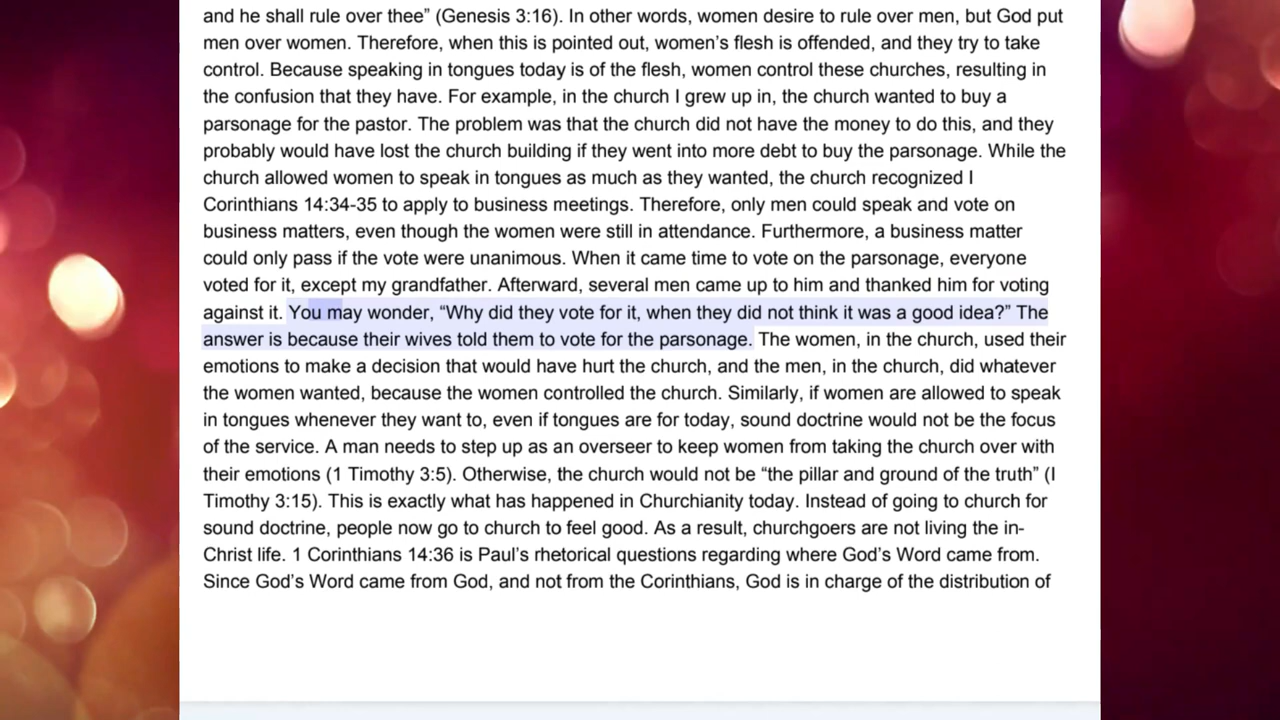 and he shall rule over thee” (Genesis 3:16). In other words, women desire to rule over men, but God put
men over women. Therefore, when this is pointed out, women’s flesh is offended, and they try to take
control. Because speaking in tongues today is of the flesh, women control these churches, resulting in
the confusion that they have. For example, in the church I grew up in, the church wanted to buy a
parsonage for the pastor. The problem was that the church did not have the money to do this, and they
probably would have lost the church building if they went into more debt to buy the parsonage. While the
church allowed women to speak in tongues as much as they wanted, the church recognized I
Corinthians 14:34-35 to apply to business meetings. Therefore, only men could speak and vote on
business matters, even though the women were still in attendance. Furthermore, a business matter
could only pass if the vote were unanimous. When it came time to vote on the parsonage, everyone
voted for it, except my grandfather. Afterward, several men came up to him and thanked him for voting
against it. You may wonder, “Why did they vote for it, when they did not think it was a good idea?” The
answer is because their wives told them to vote for the parsonage. The women, in the church, used their
emotions to make a decision that would have hurt the church, and the men, in the church, did whatever
the women wanted, because the women controlled the church. Similarly, if women are allowed to speak
in tongues whenever they want to, even if tongues are for today, sound doctrine would not be the focus
of the service. A man needs to step up as an overseer to keep women from taking the church over with
their emotions (1 Timothy 3:5). Otherwise, the church would not be “the pillar and ground of the truth” (I
Timothy 3:15). This is exactly what has happened in Churchianity today. Instead of going to church for
sound doctrine, people now go to church to feel good. As a result, churchgoers are not living the in-
Christ life. 1 Corinthians 14:36 is Paul’s rhetorical questions regarding where God’s Word came from.
Since God’s Word came from God, and not from the Corinthians, God is in charge of the distribution of